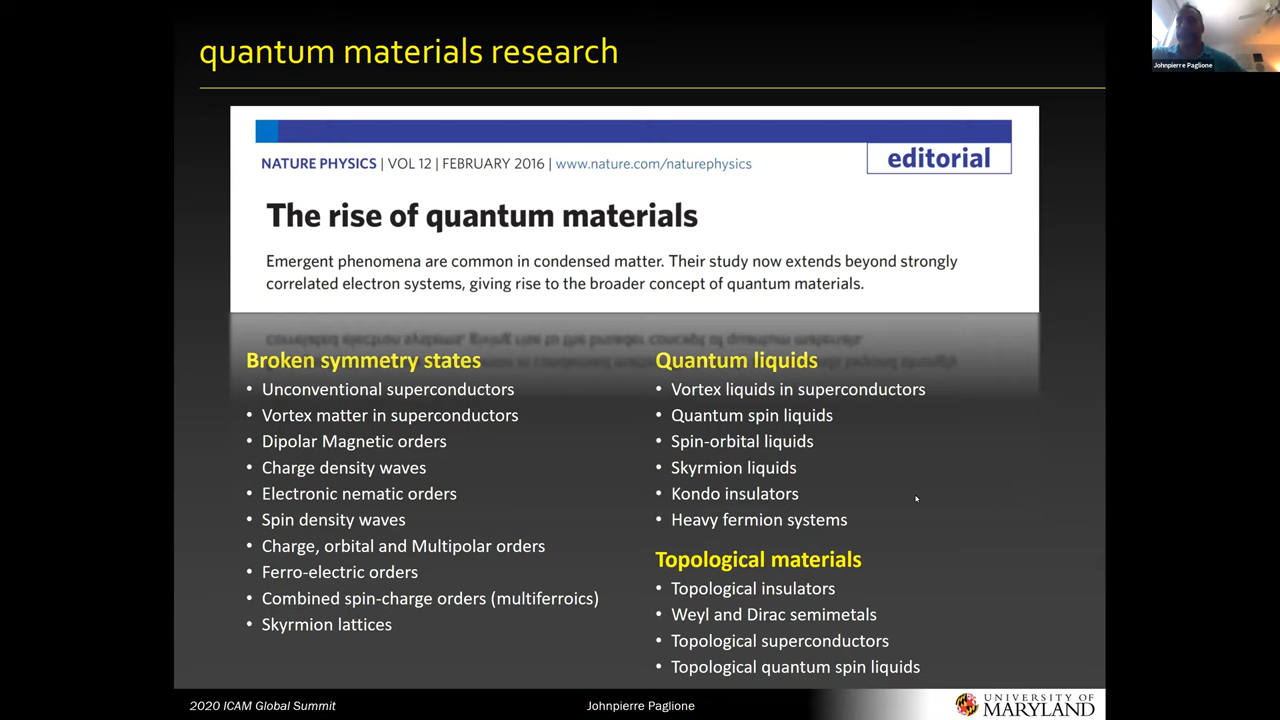 quantum materials research
Johnpierre Paglione
NATURE PHYSICS | VOL 12 | FEBRUARY 2016 | www.nature.com/naturephysics
editorial
The rise of quantum materials
Emergent phenomena are common in condensed matter. Their study now extends beyond strongly
correlated electron systems, giving rise to the broader concept of quantum materials.
Broken symmetry states
• Unconventional superconductors
• Vortex matter in superconductors
• Dipolar Magnetic orders
• Charge density waves
• Electronic nematic orders
• Spin density waves
• Charge, orbital and Multipolar orders
• Ferro-electric orders
• Combined spin-charge orders (multiferroics)
• Skyrmion lattices
Quantum liquids
• Vortex liquids in superconductors
• Quantum spin liquids
• Spin-orbital liquids
• Skyrmion liquids
• Kondo insulators
• Heavy fermion systems
Topological materials
• Topological insulators
• Weyl and Dirac semimetals
• Topological superconductors
• Topological quantum spin liquids
2020 ICAM Global Summit
Johnpierre Paglione
UNIVERSITY OF
MARYLAND